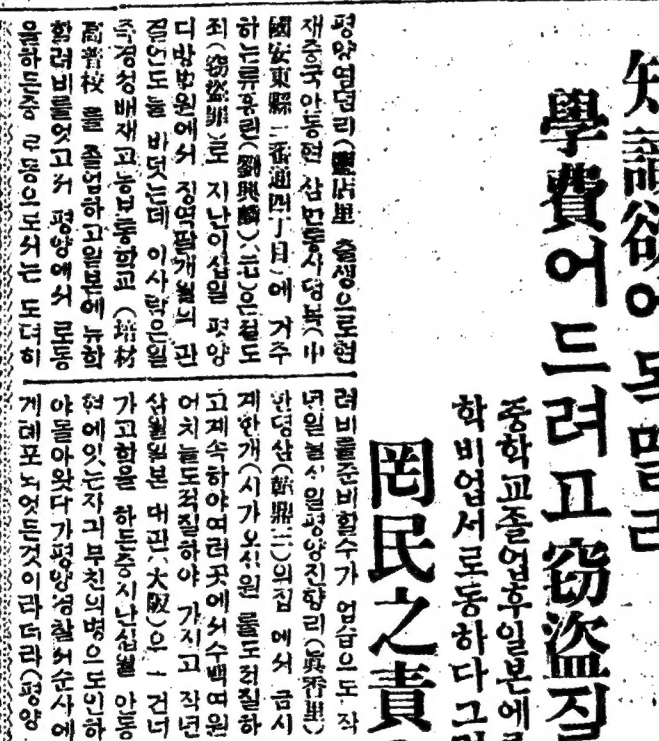 知識欲에 목말라
學費어드려고 窃盜질
중학교졸업후일본에
학비업서로동하다그
罔民之責
평양염뎜리(鹽店里 출생으로현
재중국안동현 삼번통사뎡목(中
國安東縣 三番通四丁目)에 거주
하는류흥린(劉興麟)은절도
죄(窃盜罪)로 지난이십일 평양
디방법원에서 징역팔개월의 판
결언도를 바덧는데 이사람은일
즉경성배재고등보통학교 (培材
高普校 를 졸업하고일본에류학
할려비를엇고저 평양에서 로동
을하든중 로동으로서는 도뎌히
려비를준비할수가 업습으로 작
년일월십일평양진향리(眞香里)
한뎡삼(韓鼎三)의집 에서 금시
계한개(시가오십원 를도적질하
고계속하야여러곳에서수백여원
어치를도적질하야 가지고 작년
삼월일본 대판(大阪)으 건너
가고학을 하든중지난십월 안동
현에잇는자긔부친의병으로인하
야돌아왓다가평양경찰서순사에
게톄포되엿든것이라더라(평양